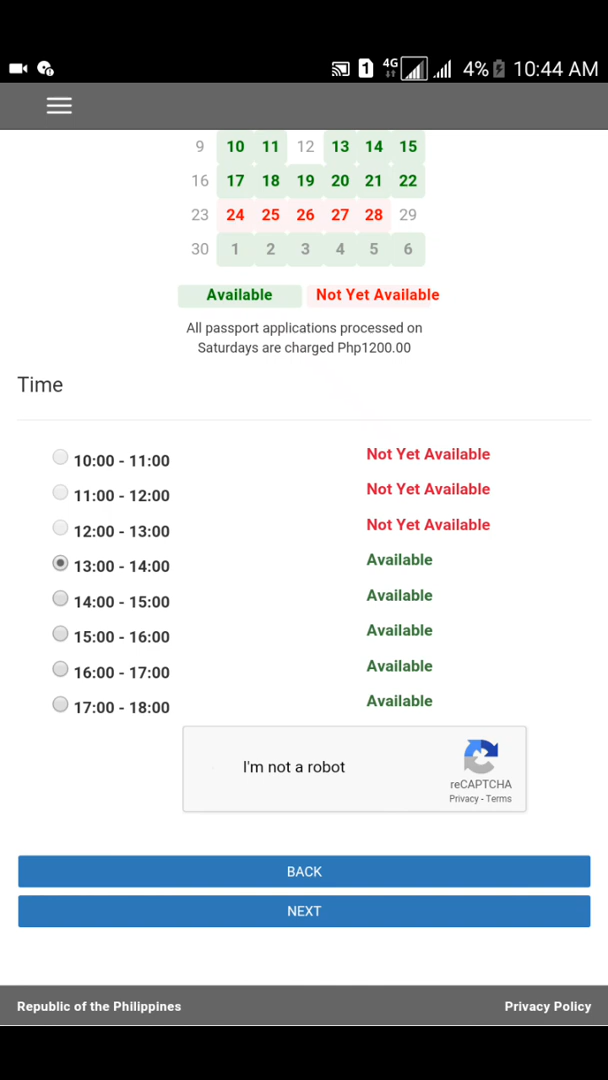 1 4G 4% 10:44 AM
9 10 11 12 13 14 15
16 17 18 19 20 21 22
23 24 25 26 27 28 29
30 1 2 3 4 5 6
Available Not Yet Available
All passport applications processed on
Saturdays are charged Php1200.00
Time
10:00 - 11:00 Not Yet Available
11:00 - 12:00 Not Yet Available
12:00 - 13:00 Not Yet Available
13:00 - 14:00 Available
14:00 - 15:00 Available
15:00 - 16:00 Available
16:00 - 17:00 Available
17:00 - 18:00 Available
I'm not a robot
reCAPTCHA
Privacy - Terms
BACK
NEXT
Republic of the Philippines Privacy Policy